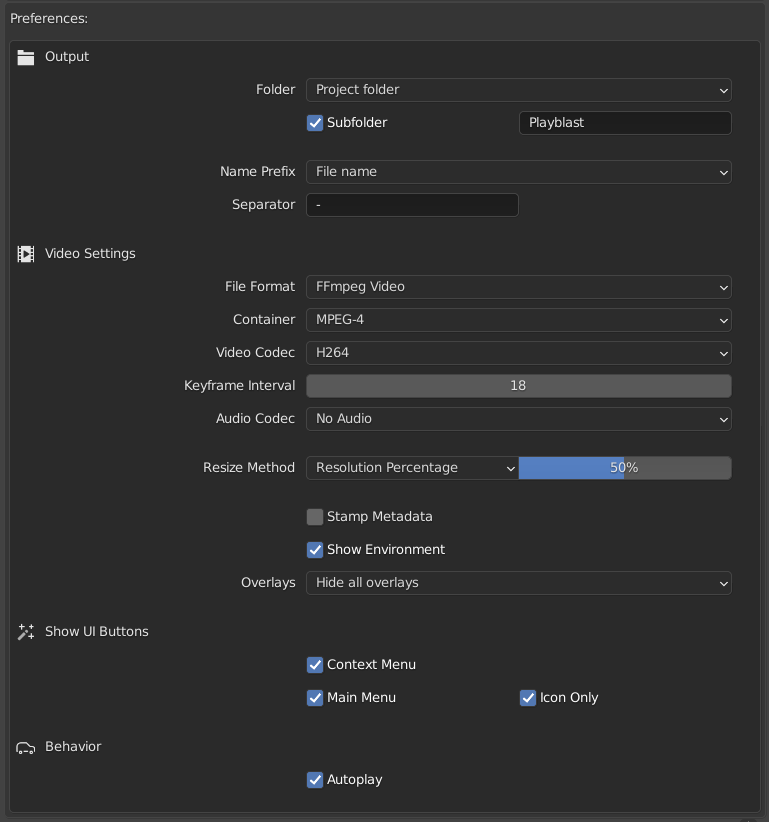 Preferences:
Output
Folder Project folder
Subfolder Playblast
Name Prefix File name
Separator -
Video Settings
File Format FFmpeg Video
Container MPEG-4
Video Codec H264
Keyframe Interval 18
Audio Codec No Audio
Resize Method Resolution Percentage 50%
Stamp Metadata
Show Environment
Overlays Hide all overlays
Show UI Buttons
Context Menu
Main Menu Icon Only
Behavior
Autoplay